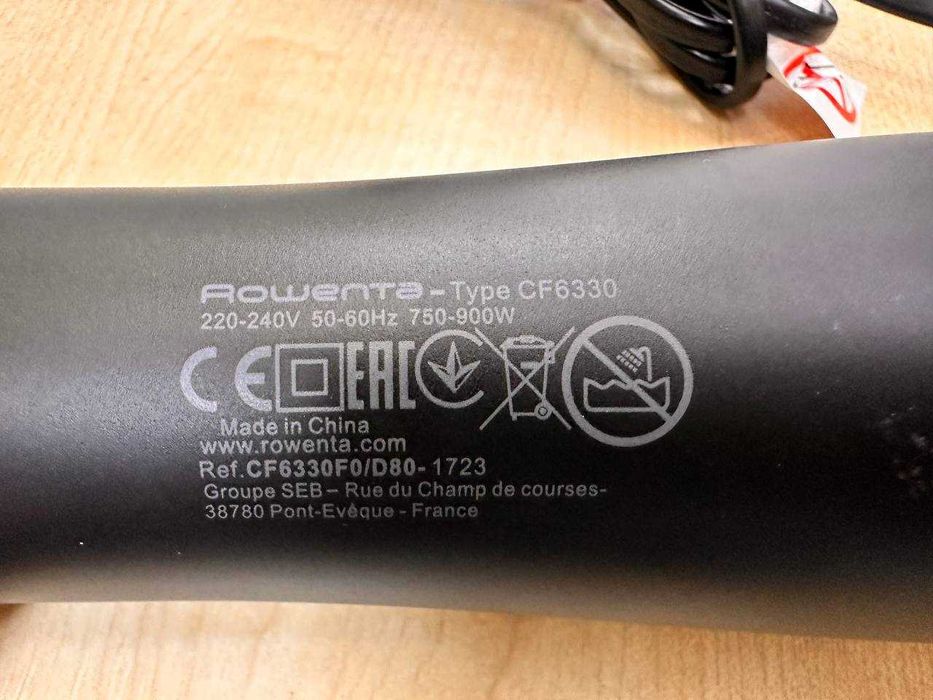 Rowenta - Type CF6330
220-240V 50-60Hz 750-900W
CE EAC
Made in China
www.rowenta.com
Ref.CF6330F0/D80- 1723
Groupe SEB – Rue du Champ de courses-
38780 Pont-Evêque - France